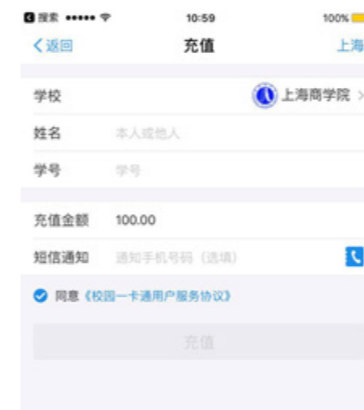 搜索 10:59 100%
返回 充值 上海
学校 上海商学院
姓名 本人或他人
学号 学号
充值金额 100.00
短信通知 通知手机号码（选填）
同意《校园一卡通用户服务协议》
充值